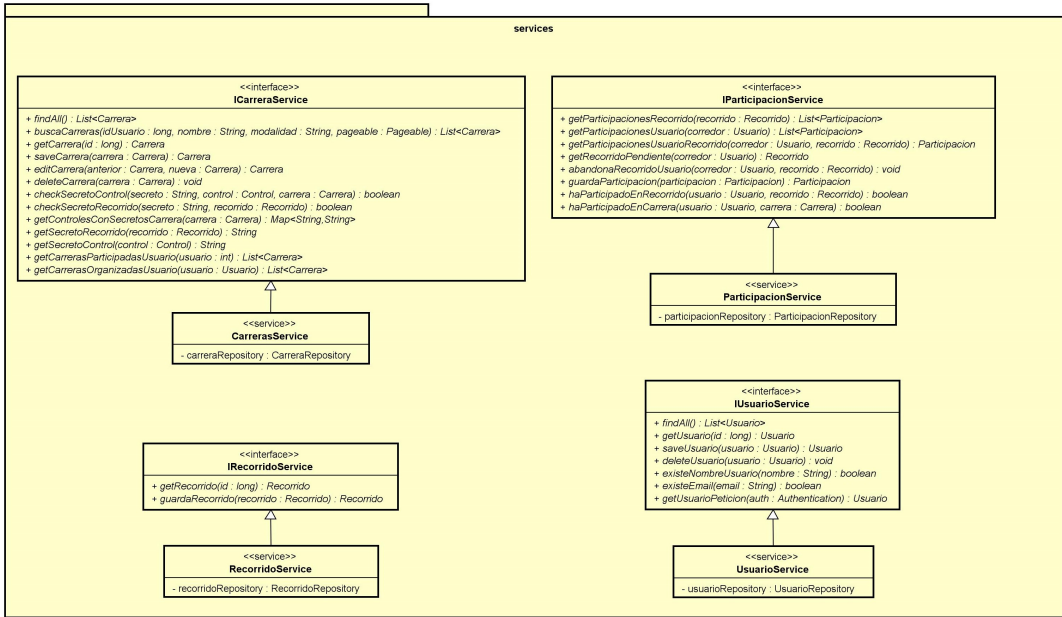 services
<<interface>>
ICarreraService
+ findAll() : List<Carrera>
+ buscaCarreras(idUsuario : long, nombre : String, modalidad : String, pageable : Pageable) : List<Carrera>
+ getCarrera(id : long) : Carrera
+ saveCarrera(carrera : Carrera) : Carrera
+ editCarrera(anterior : Carrera, nueva : Carrera) : Carrera
+ deleteCarrera(carrera : Carrera) : void
+ checkSecretoControl(secreto : String, control : Control, carrera : Carrera) : boolean
+ checkSecretoRecorrido(secreto : String, recorrido : Recorrido) : boolean
+ getControlesConSecretosCarrera(carrera : Carrera) : Map<String,String>
+ getSecretoRecorrido(recorrido : Recorrido) : String
+ getSecretoControl(control : Control) : String
+ getCarrerasParticipadasUsuario(usuario : int) : List<Carrera>
+ getCarrerasOrganizadasUsuario(usuario : Usuario) : List<Carrera>
<<service>>
CarrerasService
- carreraRepository : CarreraRepository
<<interface>>
IParticipacionService
+ getParticipacionesRecorrido(recorrido : Recorrido) : List<Participacion>
+ getParticipacionesUsuario(corredor : Usuario) : List<Participacion>
+ getParticipacionesUsuarioRecorrido(corredor : Usuario, recorrido : Recorrido) : Participacion
+ getRecorridoPendiente(corredor : Usuario) : Recorrido
+ abandonaRecorridoUsuario(corredor : Usuario, recorrido : Recorrido) : void
+ guardaParticipacion(participacion : Participacion) : Participacion
+ haParticipadoEnRecorrido(usuario : Usuario, recorrido : Recorrido) : boolean
+ haParticipadoEnCarrera(usuario : Usuario, carrera : Carrera) : boolean
<<service>>
ParticipacionService
- participacionRepository : ParticipacionRepository
<<interface>>
IRecorridoService
+ getRecorrido(id : long) : Recorrido
+ guardaRecorrido(recorrido : Recorrido) : Recorrido
<<service>>
RecorridoService
- recorridoRepository : RecorridoRepository
<<interface>>
IUsuarioService
+ findAll() : List<Usuario>
+ getUsuario(id : long) : Usuario
+ saveUsuario(usuario : Usuario) : Usuario
+ deleteUsuario(usuario : Usuario) : void
+ existeNombreUsuario(nombre : String) : boolean
+ existeEmail(email : String) : boolean
+ getUsuarioPeticion(auth : Authentication) : Usuario
<<service>>
UsuarioService
- usuarioRepository : UsuarioRepository